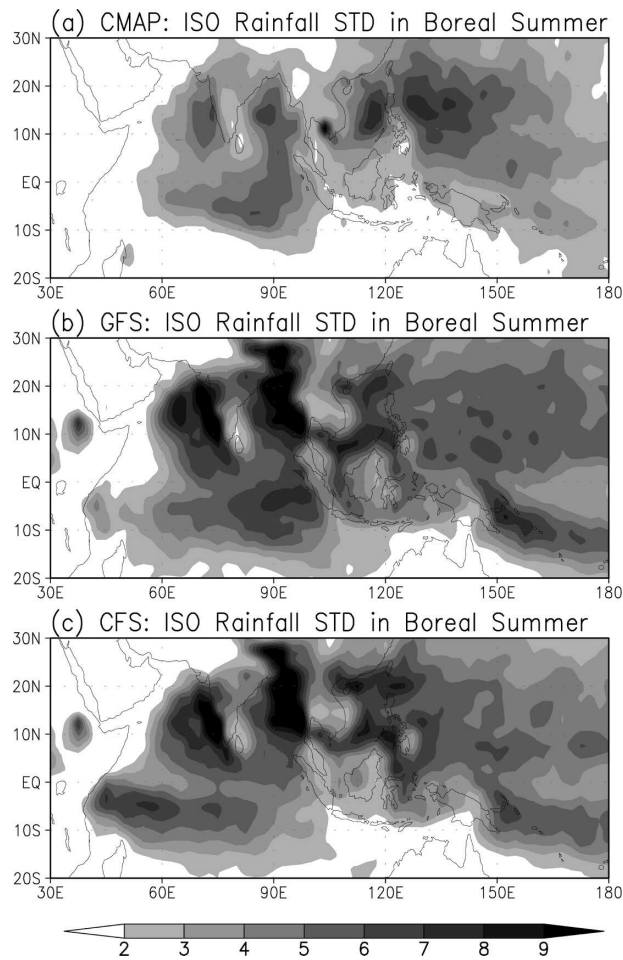 (a) CMAP: ISO Rainfall STD in Boreal Summer
30N
20N
10N
EQ
10S
20S
30E 60E 90E 120E 150E 180
(b) GFS: ISO Rainfall STD in Boreal Summer
30N
20N
10N
EQ
10S
20S
30E 60E 90E 120E 150E 180
(c) CFS: ISO Rainfall STD in Boreal Summer
30N
20N
10N
EQ
10S
20S
30E 60E 90E 120E 150E 180
2 3 4 5 6 7 8 9